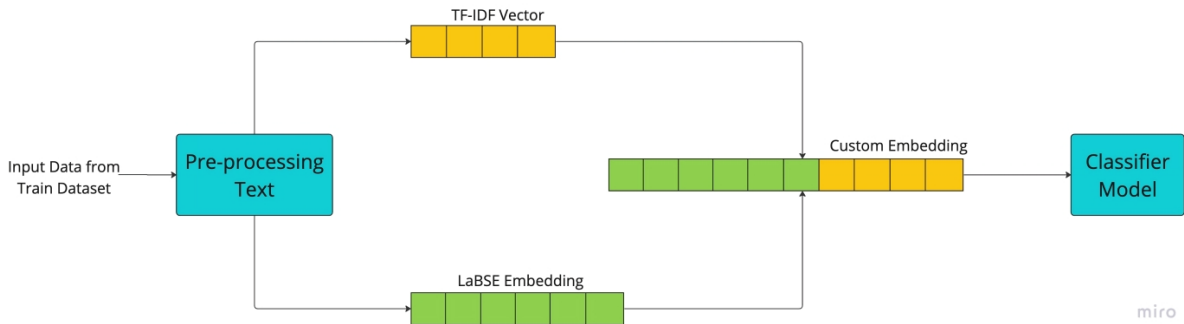 TF-IDF Vector
Input Data from
Train Dataset
Pre-processing
Text
Custom Embedding
Classifier
Model
LaBSE Embedding
miro